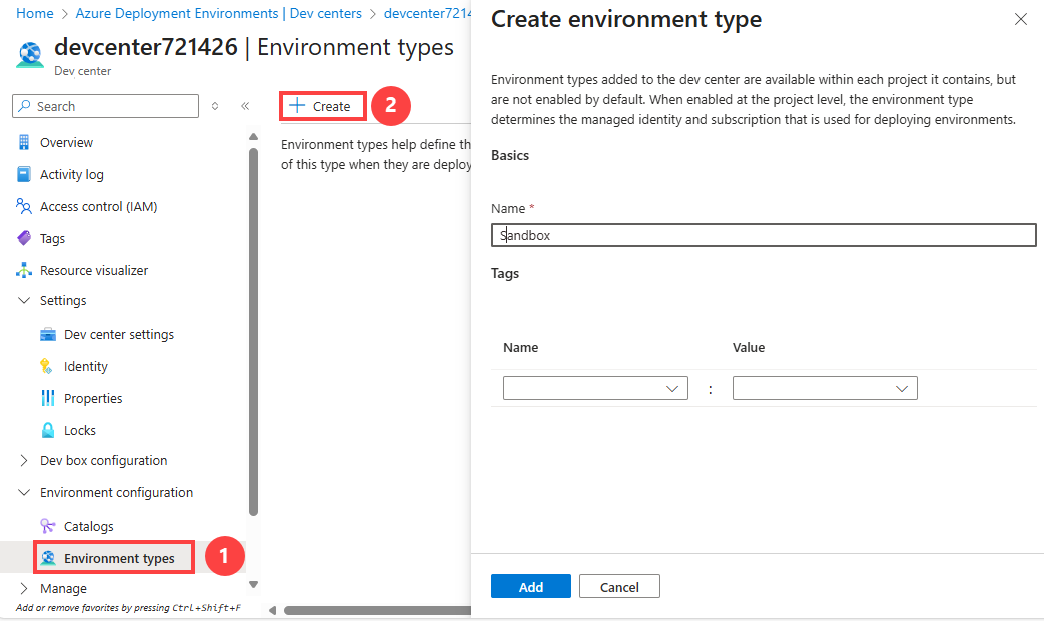 Home > Azure Deployment Environments | Dev centers > devcenter7214
devcenter721426 | Environment types
Dev center
Search
Overview
Activity log
Access control (IAM)
Tags
Resource visualizer
Settings
Dev center settings
Identity
Properties
Locks
Dev box configuration
Environment configuration
Catalogs
Environment types
1
Manage
Add or remove favorites by pressing Ctrl+Shift+F
Create
2
Environment types help define th
of this type when they are deploy
Create environment type
Environment types added to the dev center are available within each project it contains, but
are not enabled by default. When enabled at the project level, the environment type
determines the managed identity and subscription that is used for deploying environments.
Basics
Name *
Sandbox
Tags
Name Value
:
Add Cancel